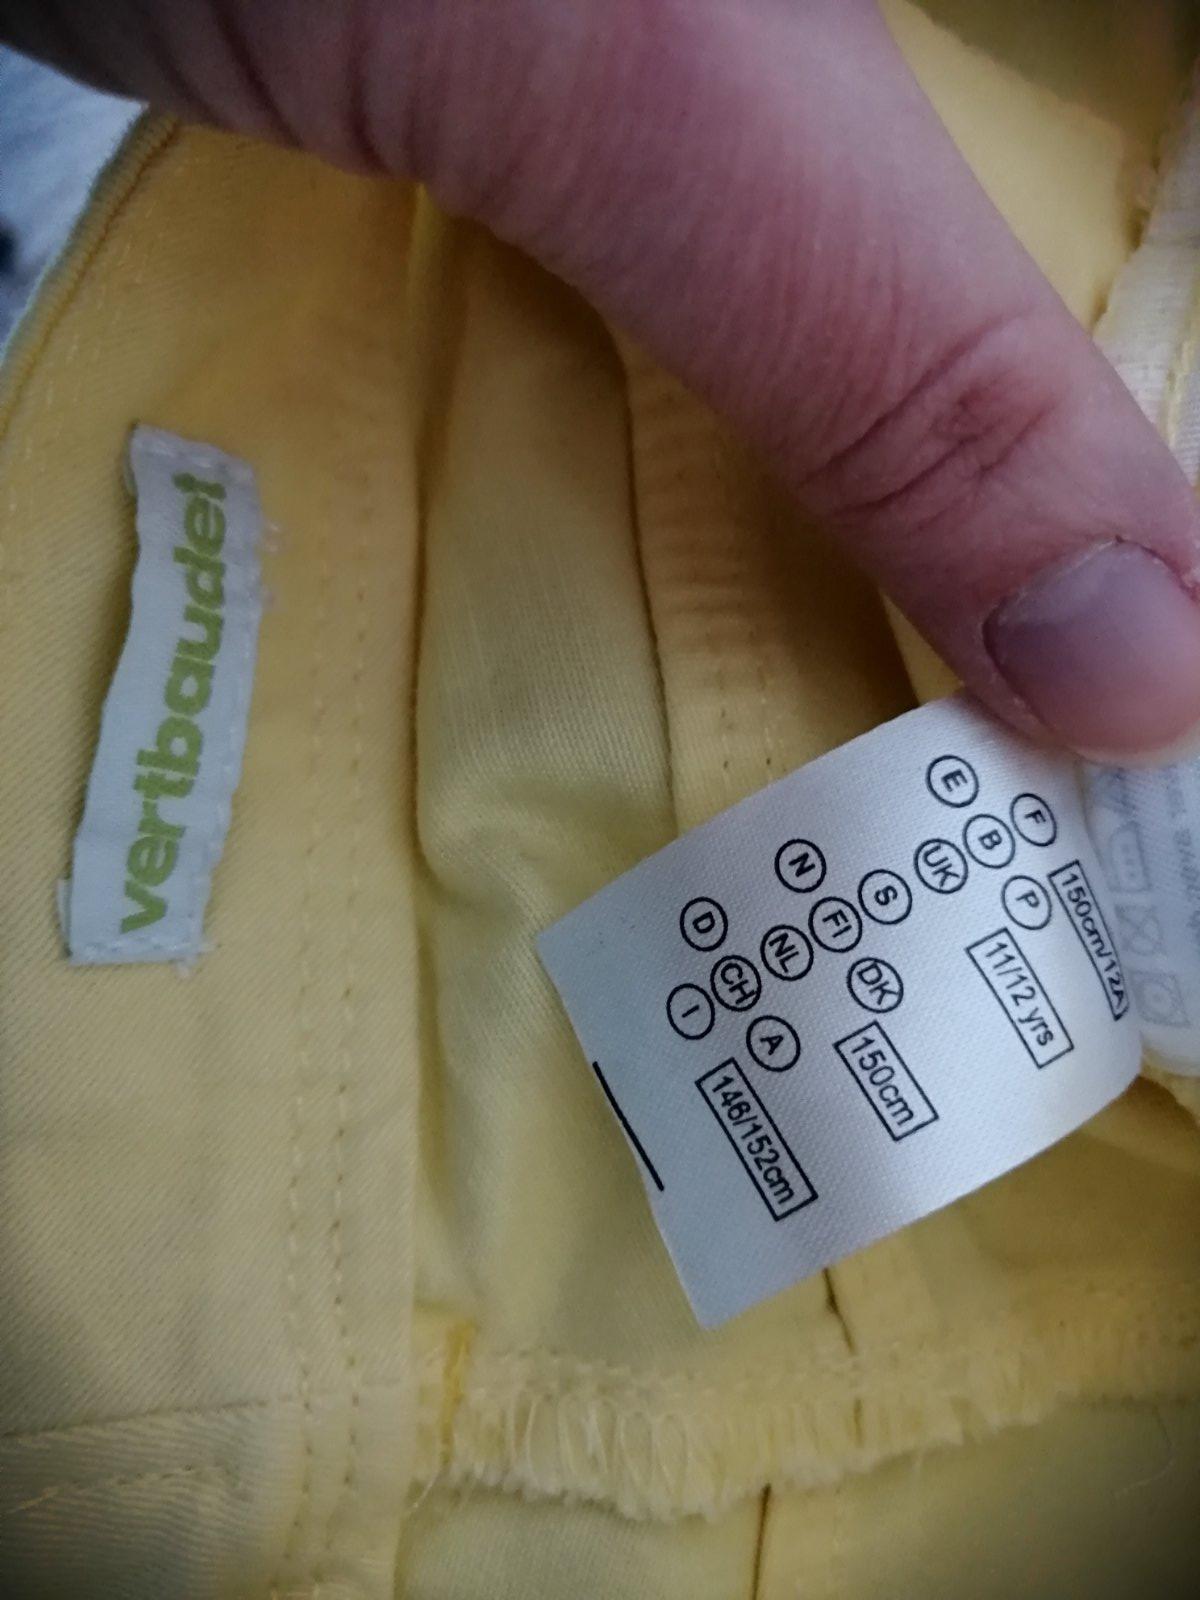 vertbaudet
F 150cm/12A
E B P 11/12 yrs
UK
S DK 150cm
N FI
NL
D CH A 146/152cm
I